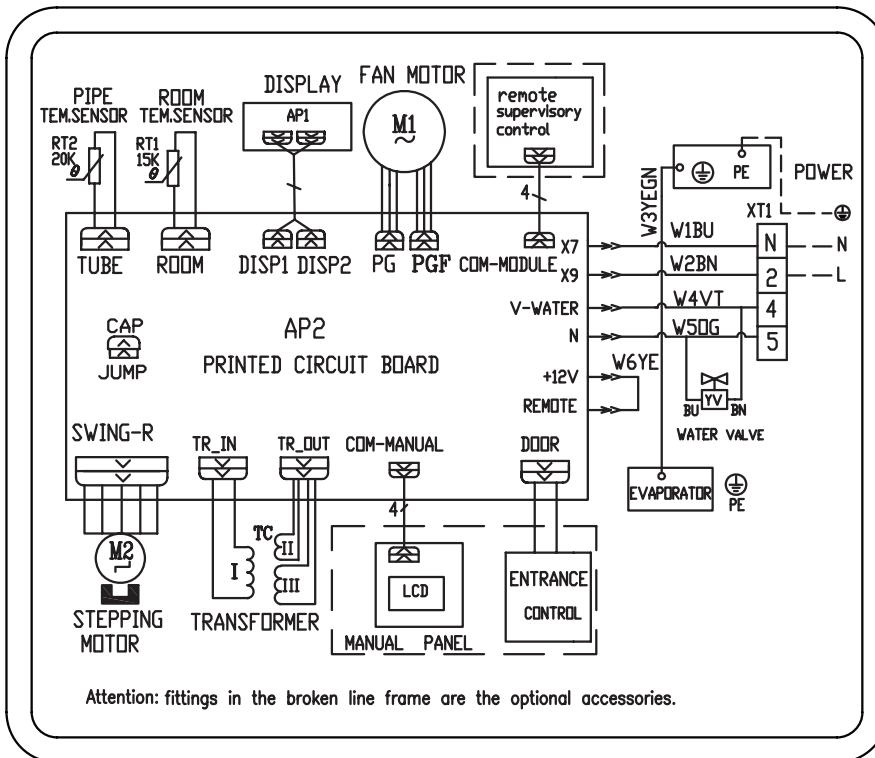 PIPE
TEM.SENSOR
RT2
20K
θ
ROOM
TEM.SENSOR
RT1
15K
θ
DISPLAY
AP1
FAN MOTOR
M1
~
remote
supervisory
control
4
W3YEGN
PE
POWER
XT1
TUBE
ROOM
DISP1 DISP2
PG
PGF
COM-MODULE
X7
W1BU
N
N
X9
W2BN
2
L
V-WATER
W4VT
4
N
W5OG
5
CAP
JUMP
AP2
PRINTED CIRCUIT BOARD
+12V
W6YE
REMOTE
YV
BU
BN
WATER VALVE
SWING-R
TR_IN
TR_OUT
COM-MANUAL
DOOR
EVAPORATOR
PE
M2
STEPPING
MOTOR
TC
I
II
III
TRANSFORMER
4
LCD
MANUAL PANEL
ENTRANCE
CONTROL
Attention: fittings in the broken line frame are the optional accessories.